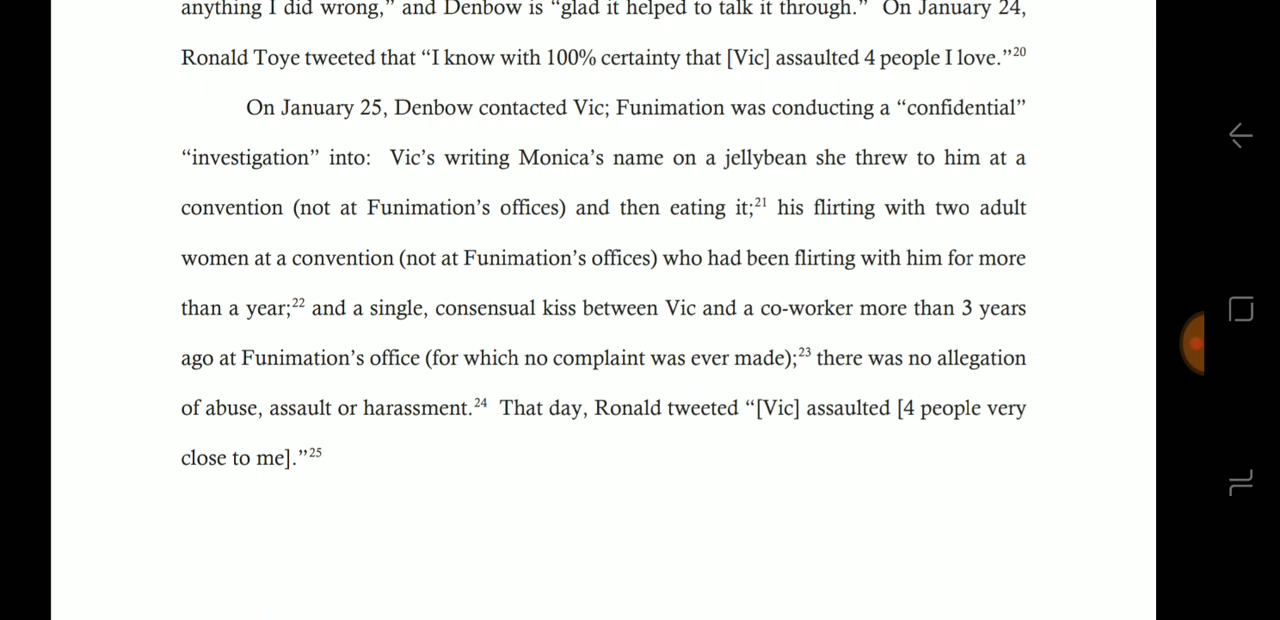 anything I did wrong,” and Denbow is “glad it helped to talk it through.” On January 24,
Ronald Toye tweeted that “I know with 100% certainty that [Vic] assaulted 4 people I love.”20
On January 25, Denbow contacted Vic; Funimation was conducting a “confidential”
“investigation” into: Vic’s writing Monica’s name on a jellybean she threw to him at a
convention (not at Funimation’s offices) and then eating it;21 his flirting with two adult
women at a convention (not at Funimation’s offices) who had been flirting with him for more
than a year;22 and a single, consensual kiss between Vic and a co-worker more than 3 years
ago at Funimation’s office (for which no complaint was ever made);23 there was no allegation
of abuse, assault or harassment.24 That day, Ronald tweeted “[Vic] assaulted [4 people very
close to me].”25